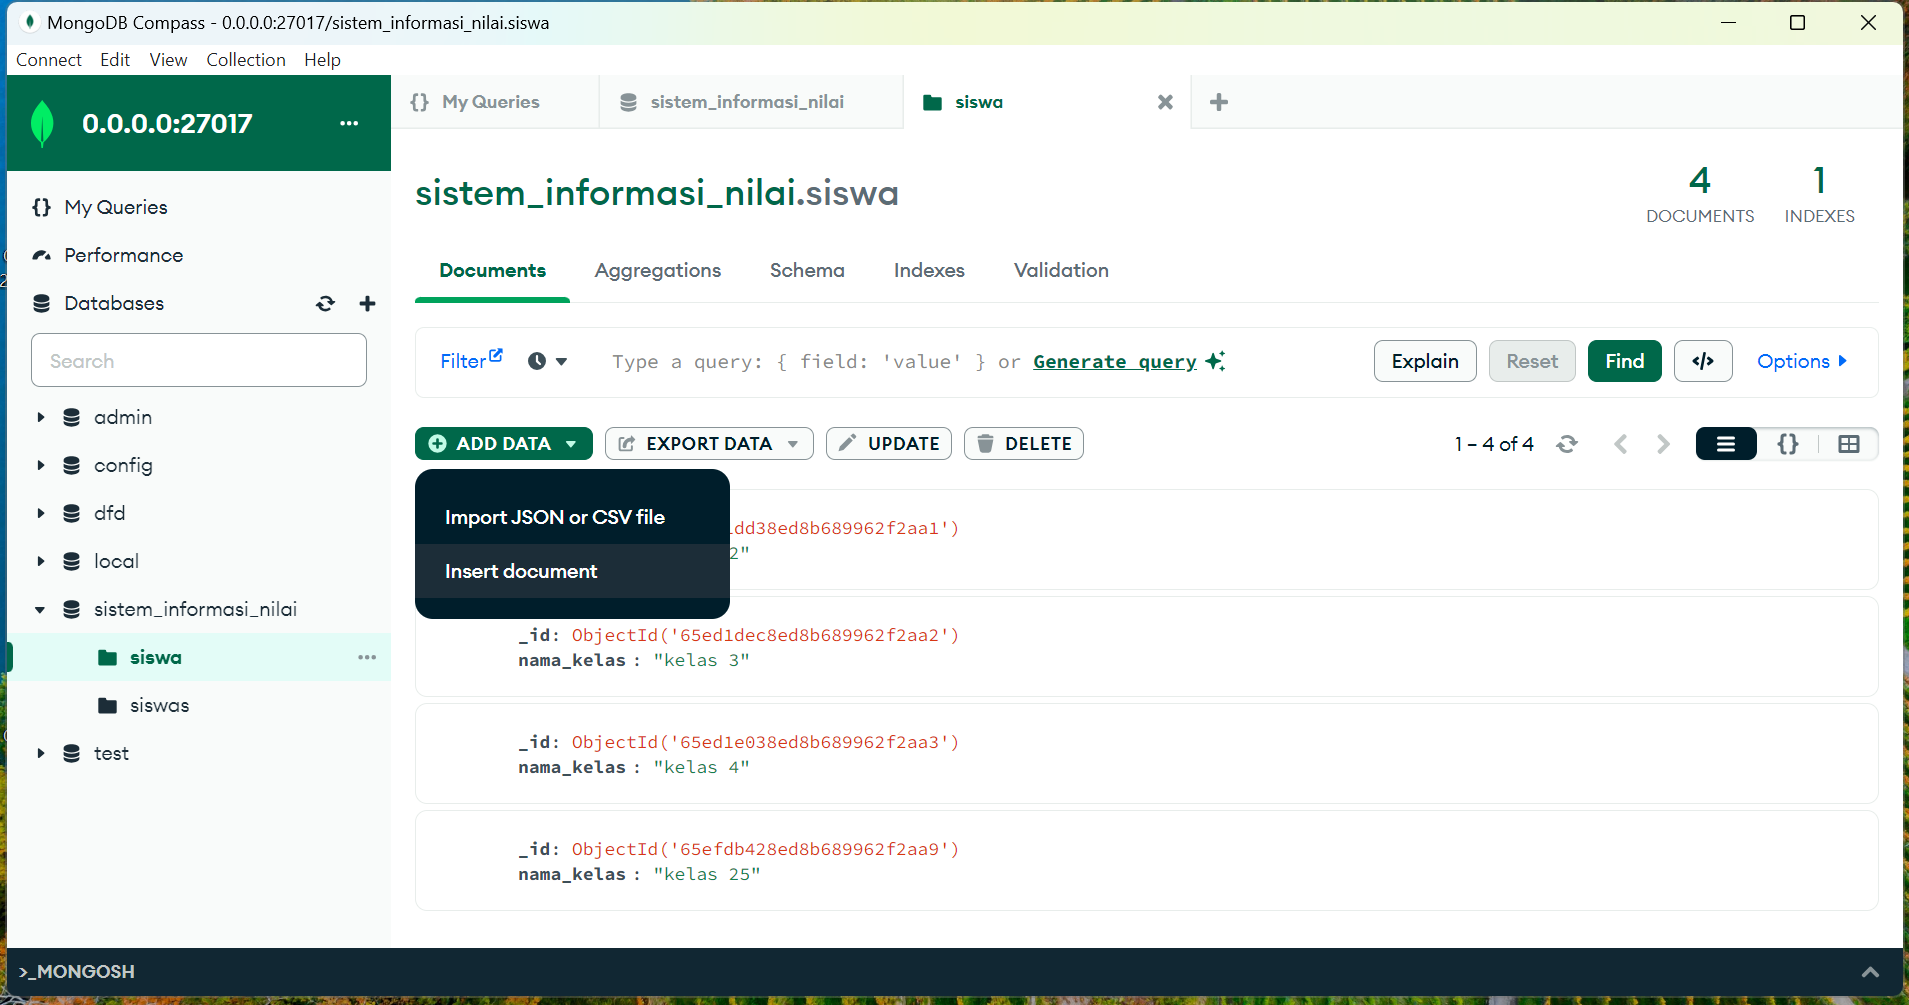 MongoDB Compass - 0.0.0.0:27017/sistem_informasi_nilai.siswa
Connect Edit View Collection Help
0.0.0.0:27017 ...
My Queries
Performance
Databases
Search
admin
config
dfd
local
sistem_informasi_nilai
siswa
siswas
test
{} My Queries
sistem_informasi_nilai
siswa
sistem_informasi_nilai.siswa
4 DOCUMENTS
1 INDEXES
Documents Aggregations Schema Indexes Validation
Filter Type a query: { field: 'value' } or Generate query Explain Reset Find </> Options
ADD DATA EXPORT DATA UPDATE DELETE 1 – 4 of 4 {}
Import JSON or CSV file
Insert document
1dd38ed8b689962f2aa1')
2"
_id: ObjectId('65ed1dec8ed8b689962f2aa2')
nama_kelas : "kelas 3"
_id: ObjectId('65ed1e038ed8b689962f2aa3')
nama_kelas : "kelas 4"
_id: ObjectId('65efdb428ed8b689962f2aa9')
nama_kelas : "kelas 25"
>_MONGOSH